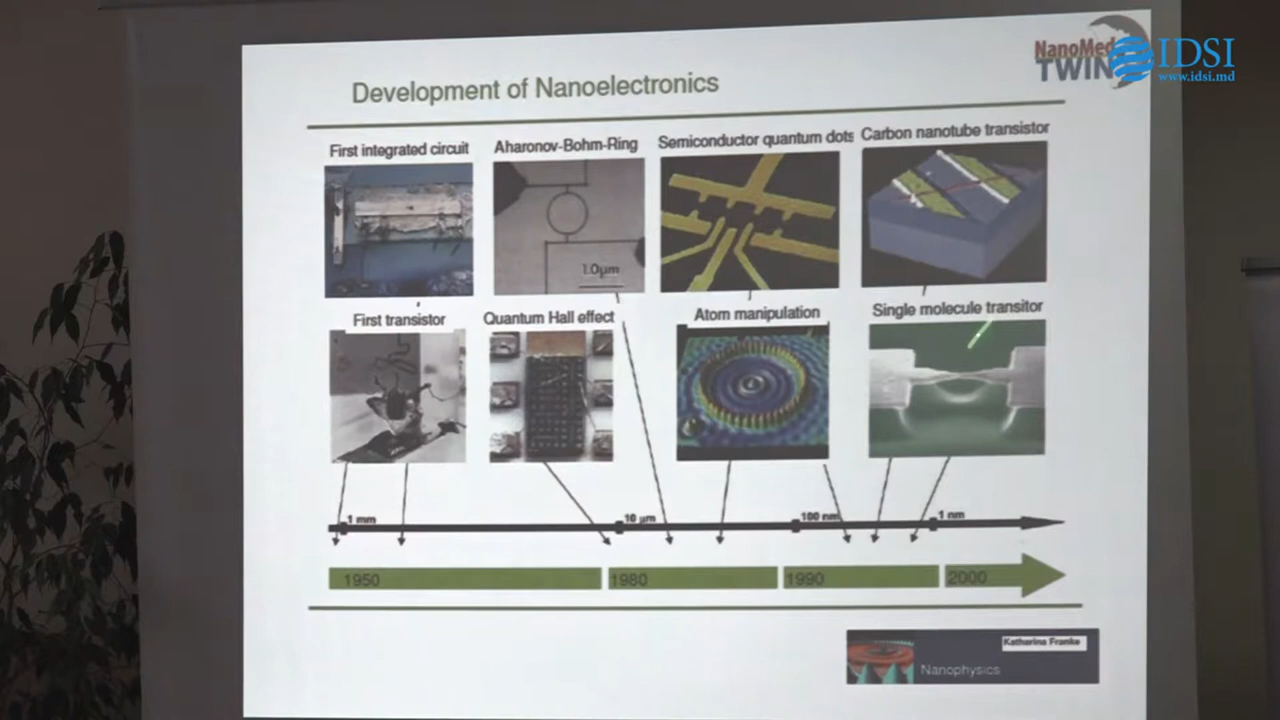 NanoMed
TWIN
IDSI
www.idsi.md
Development of Nanoelectronics
First integrated circuit
Aharonov-Bohm-Ring
Semiconductor quantum dots
Carbon nanotube transistor
1.0µm
First transistor
Quantum Hall effect
Atom manipulation
Single molecule transitor
1 mm
10 µm
100 nm
1 nm
1950
1980
1990
2000
Katharina Franke
Nanophysics